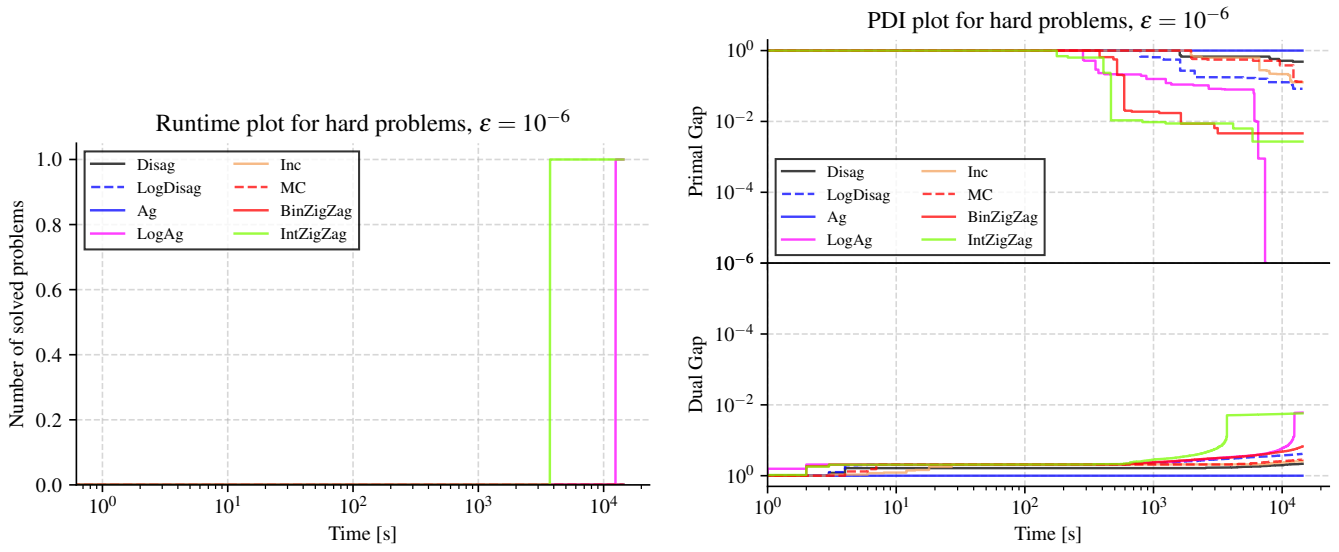 Runtime plot for hard problems, ε = 10⁻⁶
Number of solved problems
1.0
0.8
0.6
0.4
0.2
0.0
Disag
LogDisag
Ag
LogAg
Inc
MC
BinZigZag
IntZigZag
10⁰ 10¹ 10² 10³ 10⁴
Time [s]
PDI plot for hard problems, ε = 10⁻⁶
Primal Gap
10⁰
10⁻²
10⁻⁴
10⁻⁶
Disag
LogDisag
Ag
LogAg
Inc
MC
BinZigZag
IntZigZag
Dual Gap
10⁻⁴
10⁻²
10⁰
10⁰ 10¹ 10² 10³ 10⁴
Time [s]